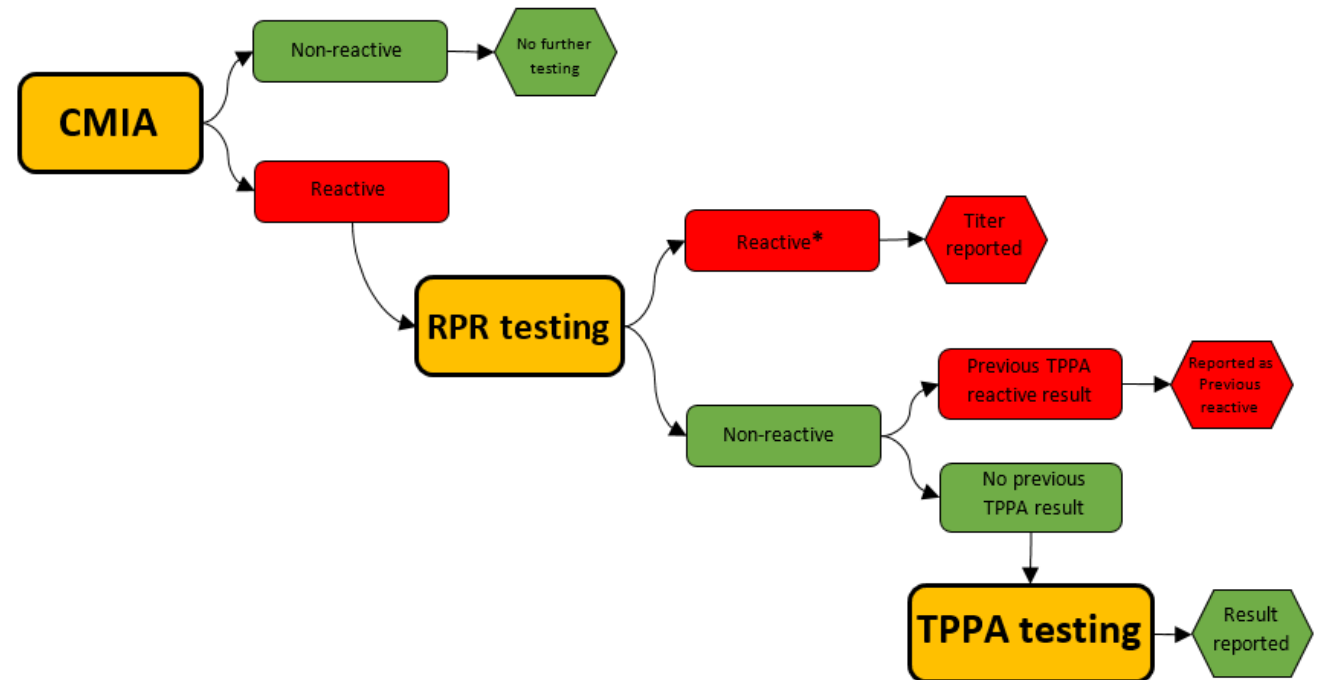 Non-reactive
No further
testing
CMIA
Reactive
Reactive*
Titer
reported
RPR testing
Previous TPPA
reactive result
Reported as
Previous
reactive
Non-reactive
No previous
TPPA result
TPPA testing
Result
reported